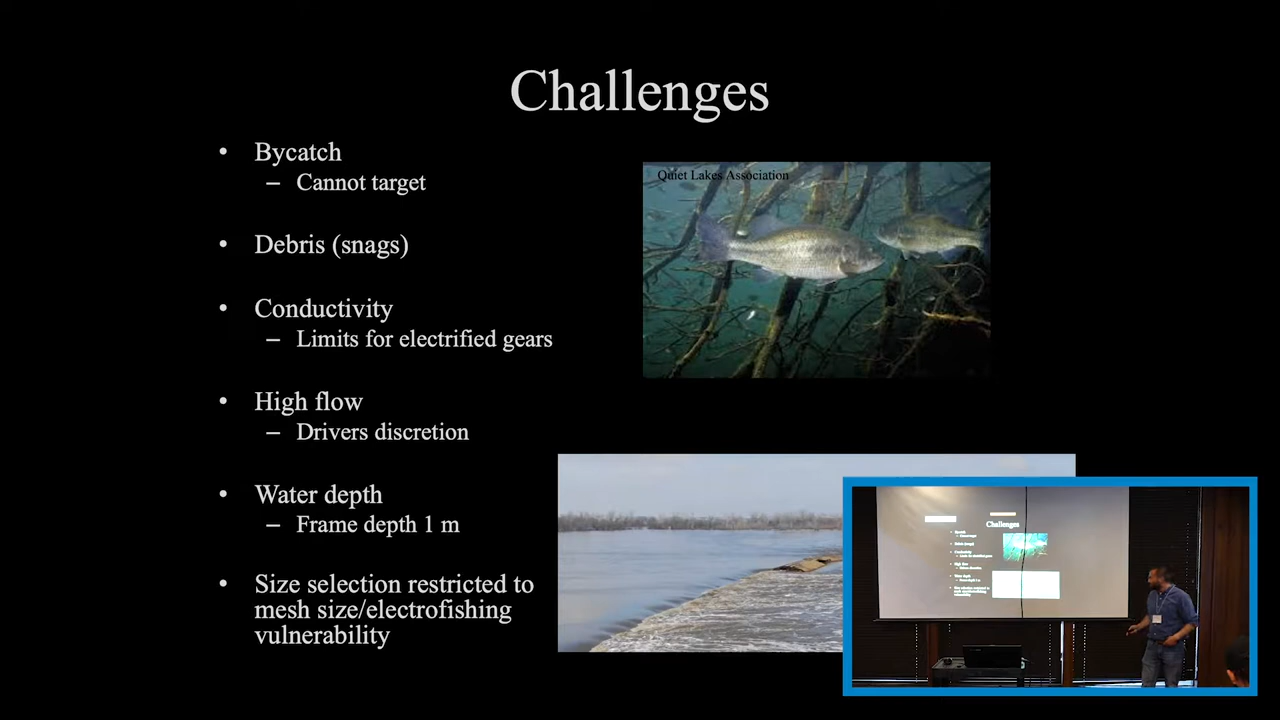 Challenges
• Bycatch
– Cannot target
• Debris (snags)
• Conductivity
– Limits for electrified gears
• High flow
– Drivers discretion
• Water depth
– Frame depth 1 m
• Size selection restricted to
mesh size/electrofishing
vulnerability
Quiet Lakes Association
Challenges